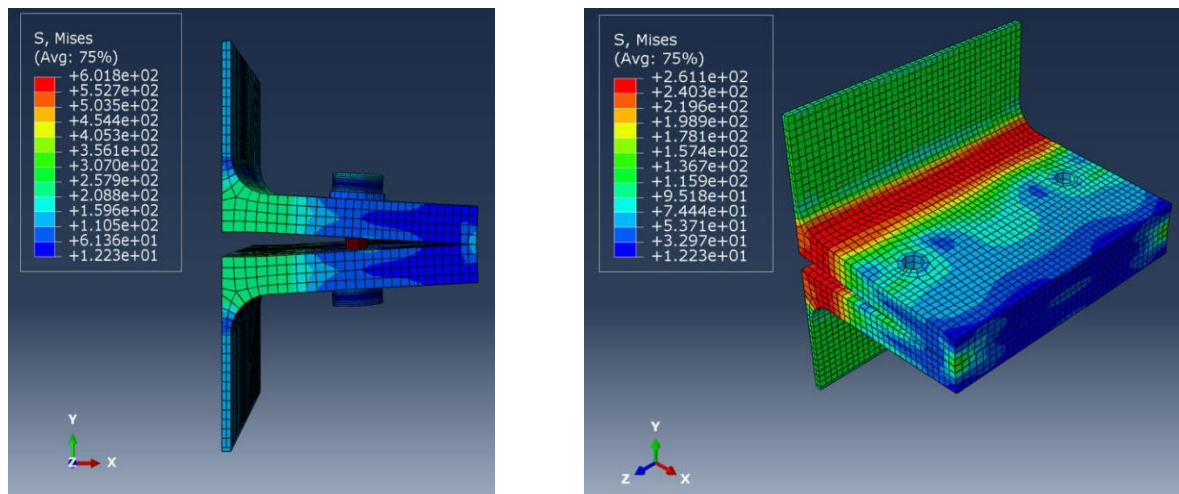 S, Mises
(Avg: 75%)
+6.018e+02
+5.527e+02
+5.035e+02
+4.544e+02
+4.053e+02
+3.561e+02
+3.070e+02
+2.579e+02
+2.088e+02
+1.596e+02
+1.105e+02
+6.136e+01
+1.223e+01
Y
Z
X
S, Mises
(Avg: 75%)
+2.611e+02
+2.403e+02
+2.196e+02
+1.989e+02
+1.781e+02
+1.574e+02
+1.367e+02
+1.159e+02
+9.518e+01
+7.444e+01
+5.371e+01
+3.297e+01
+1.223e+01
Y
Z
X